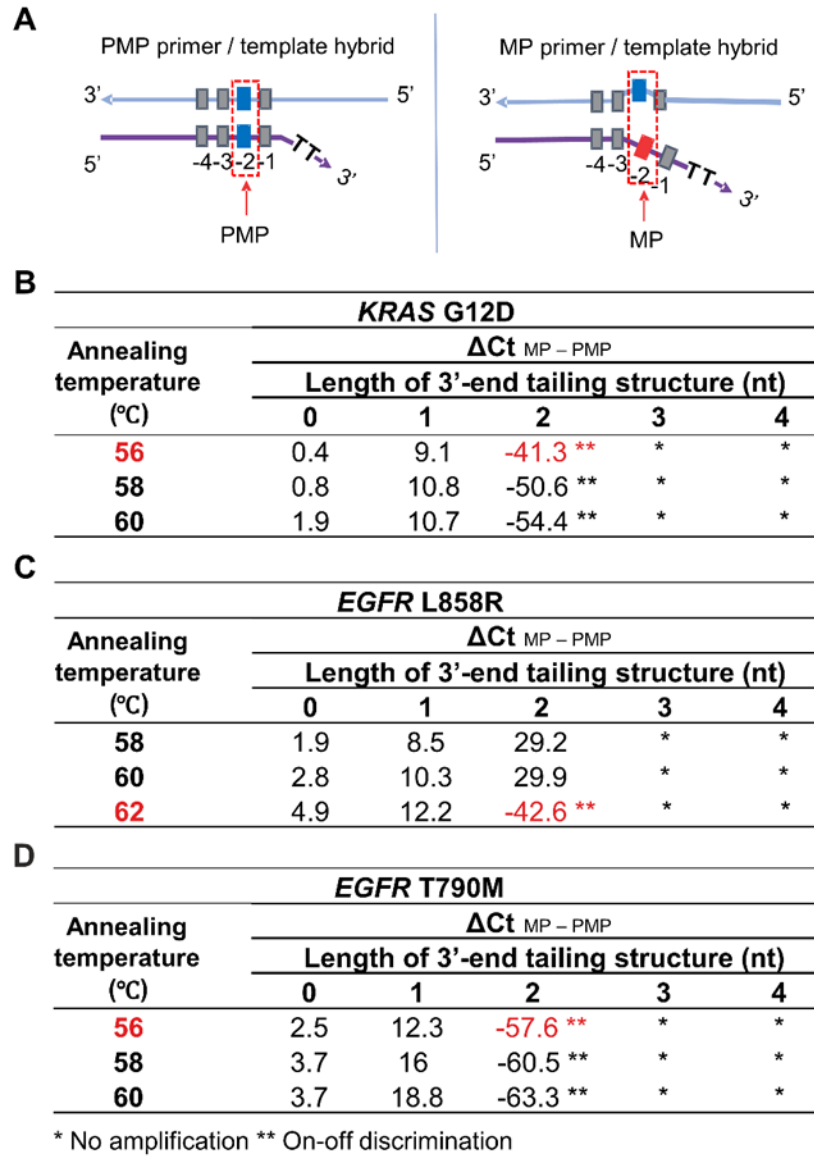 A
PMP primer / template hybrid
MP primer / template hybrid
3’ 5’
3’ 5’
5’ -4 -3 -2 -1 TT 3’
5’ -4 -3 -2 -1 TT 3’
PMP
MP
B
KRAS G12D
Annealing temperature (℃)
ΔCt MP – PMP
Length of 3’-end tailing structure (nt)
0 1 2 3 4
56 0.4 9.1 -41.3 ** * *
58 0.8 10.8 -50.6 ** * *
60 1.9 10.7 -54.4 ** * *
C
EGFR L858R
Annealing temperature (℃)
ΔCt MP – PMP
Length of 3’-end tailing structure (nt)
0 1 2 3 4
58 1.9 8.5 29.2 * *
60 2.8 10.3 29.9 * *
62 4.9 12.2 -42.6 ** * *
D
EGFR T790M
Annealing temperature (℃)
ΔCt MP – PMP
Length of 3’-end tailing structure (nt)
0 1 2 3 4
56 2.5 12.3 -57.6 ** * *
58 3.7 16 -60.5 ** * *
60 3.7 18.8 -63.3 ** * *
* No amplification ** On-off discrimination